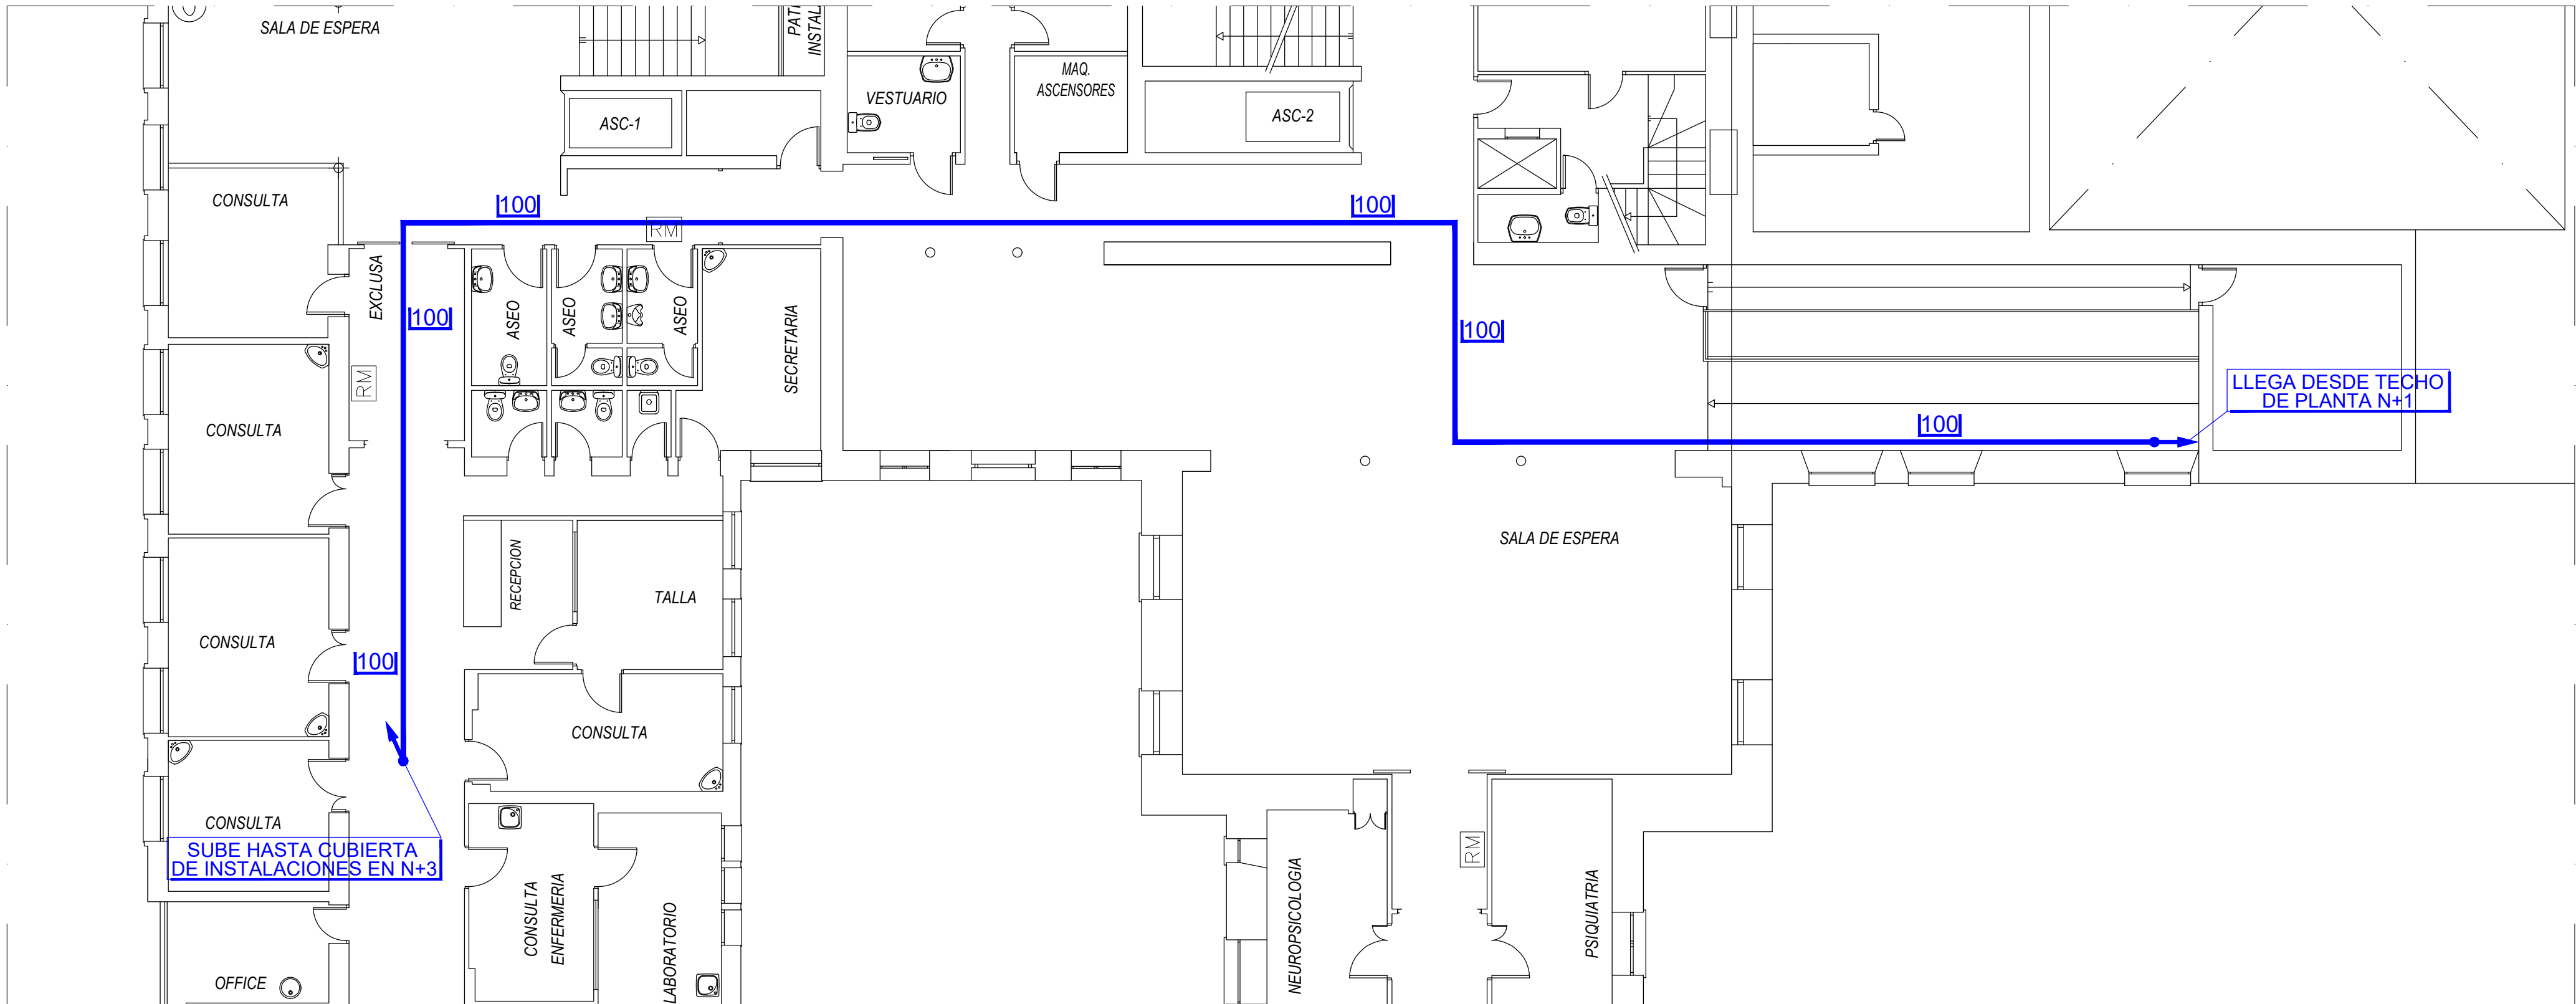 SALA DE ESPERA
MAQ.
ASCENSORES
VESTUARIO
ASC-1
ASC-2
CONSULTA
100
100
RM
EXCLUSA
100
ASEO
ASEO
ASEO
SECRETARIA
100
RM
LLEGA DESDE TECHO
DE PLANTA N+1
100
CONSULTA
SALA DE ESPERA
RECEPCION
TALLA
CONSULTA
100
CONSULTA
CONSULTA
SUBE HASTA CUBIERTA
DE INSTALACIONES EN N+3
RM
CONSULTA
ENFERMERIA
LABORATORIO
NEUROPSICOLOGIA
PSIQUIATRIA
OFFICE